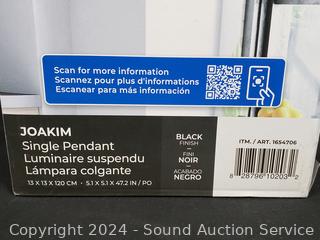 Scan for more information
Scannez pour plus d'informations
Escanear para más información
JOAKIM
Single Pendant
Luminaire suspendu
Lámpara colgante
13 X 13 X 120 CM - 5.1 X 5.1 X 47.2 IN / PO
BLACK
FINISH
FINI
NOIR
ACABADO
NEGRO
ITM. / ART. 1654706
8 28796 10203 2
Copyright 2024 - Sound Auction Service